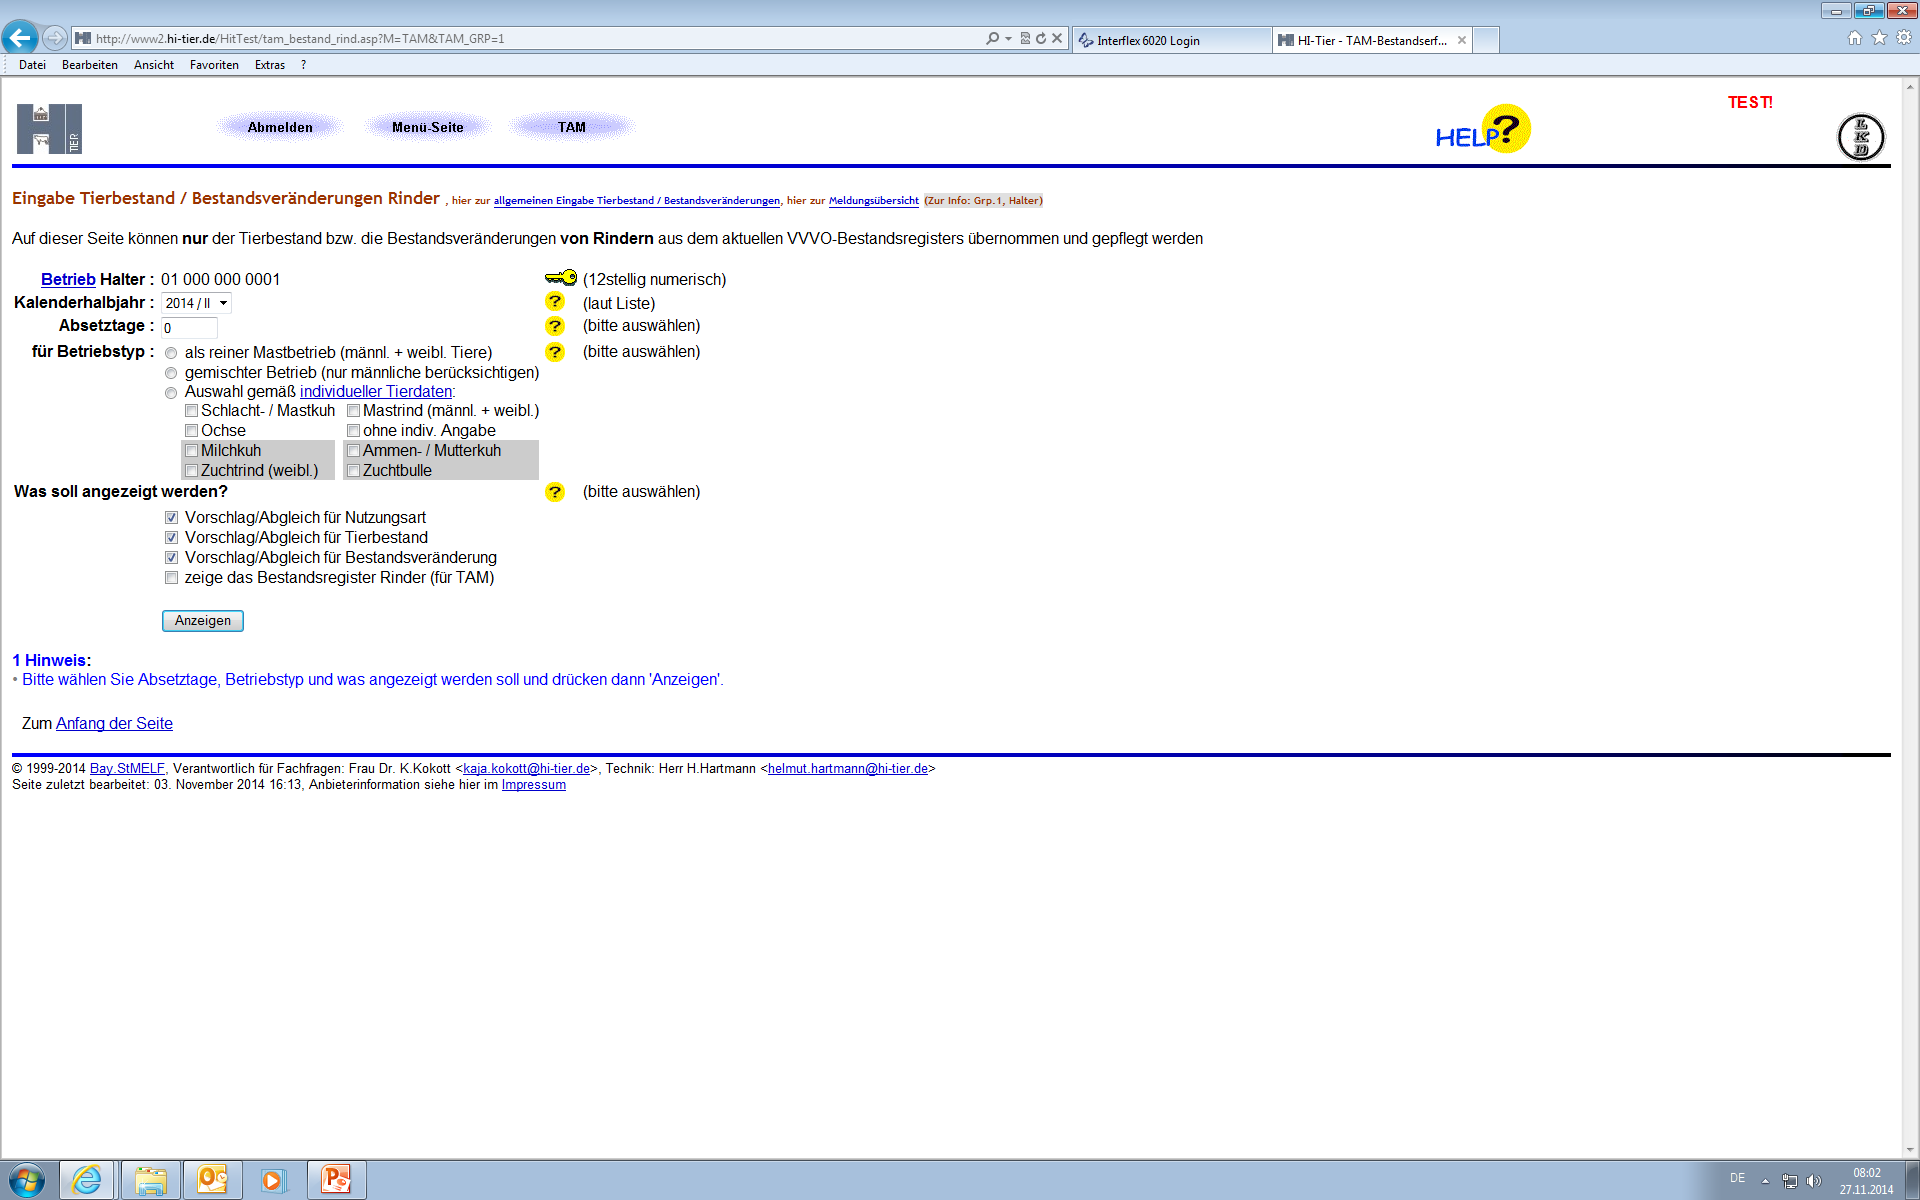 http://www2.hi-tier.de/HitTest/tam_bestand_rind.asp?M=TAM&TAM_GRP=1
Interflex 6020 Login
HI-Tier - TAM-Bestandserf...
Datei Bearbeiten Ansicht Favoriten Extras ?
TEST!
TIER
Abmelden Menü-Seite TAM
HELP?
LKD
Eingabe Tierbestand / Bestandsveränderungen Rinder , hier zur allgemeinen Eingabe Tierbestand / Bestandsveränderungen, hier zur Meldungsübersicht (Zur Info: Grp.1, Halter)
Auf dieser Seite können nur der Tierbestand bzw. die Bestandsveränderungen von Rindern aus dem aktuellen VVVO-Bestandsregisters übernommen und gepflegt werden
Betrieb Halter : 01 000 000 0001 (12stellig numerisch)
Kalenderhalbjahr : 2014 / II ? (laut Liste)
Absetztage : 0 ? (bitte auswählen)
für Betriebstyp : als reiner Mastbetrieb (männl. + weibl. Tiere) ? (bitte auswählen)
gemischter Betrieb (nur männliche berücksichtigen)
Auswahl gemäß individueller Tierdaten:
Schlacht- / Mastkuh Mastrind (männl. + weibl.)
Ochse ohne indiv. Angabe
Milchkuh Ammen- / Mutterkuh
Zuchtrind (weibl.) Zuchtbulle
Was soll angezeigt werden? ? (bitte auswählen)
Vorschlag/Abgleich für Nutzungsart
Vorschlag/Abgleich für Tierbestand
Vorschlag/Abgleich für Bestandsveränderung
zeige das Bestandsregister Rinder (für TAM)
Anzeigen
1 Hinweis:
• Bitte wählen Sie Absetztage, Betriebstyp und was angezeigt werden soll und drücken dann 'Anzeigen'.
Zum Anfang der Seite
© 1999-2014 Bay.StMELF, Verantwortlich für Fachfragen: Frau Dr. K.Kokott <kaja.kokott@hi-tier.de>, Technik: Herr H.Hartmann <helmut.hartmann@hi-tier.de>
Seite zuletzt bearbeitet: 03. November 2014 16:13, Anbieterinformation siehe hier im Impressum
DE
08:02
27.11.2014